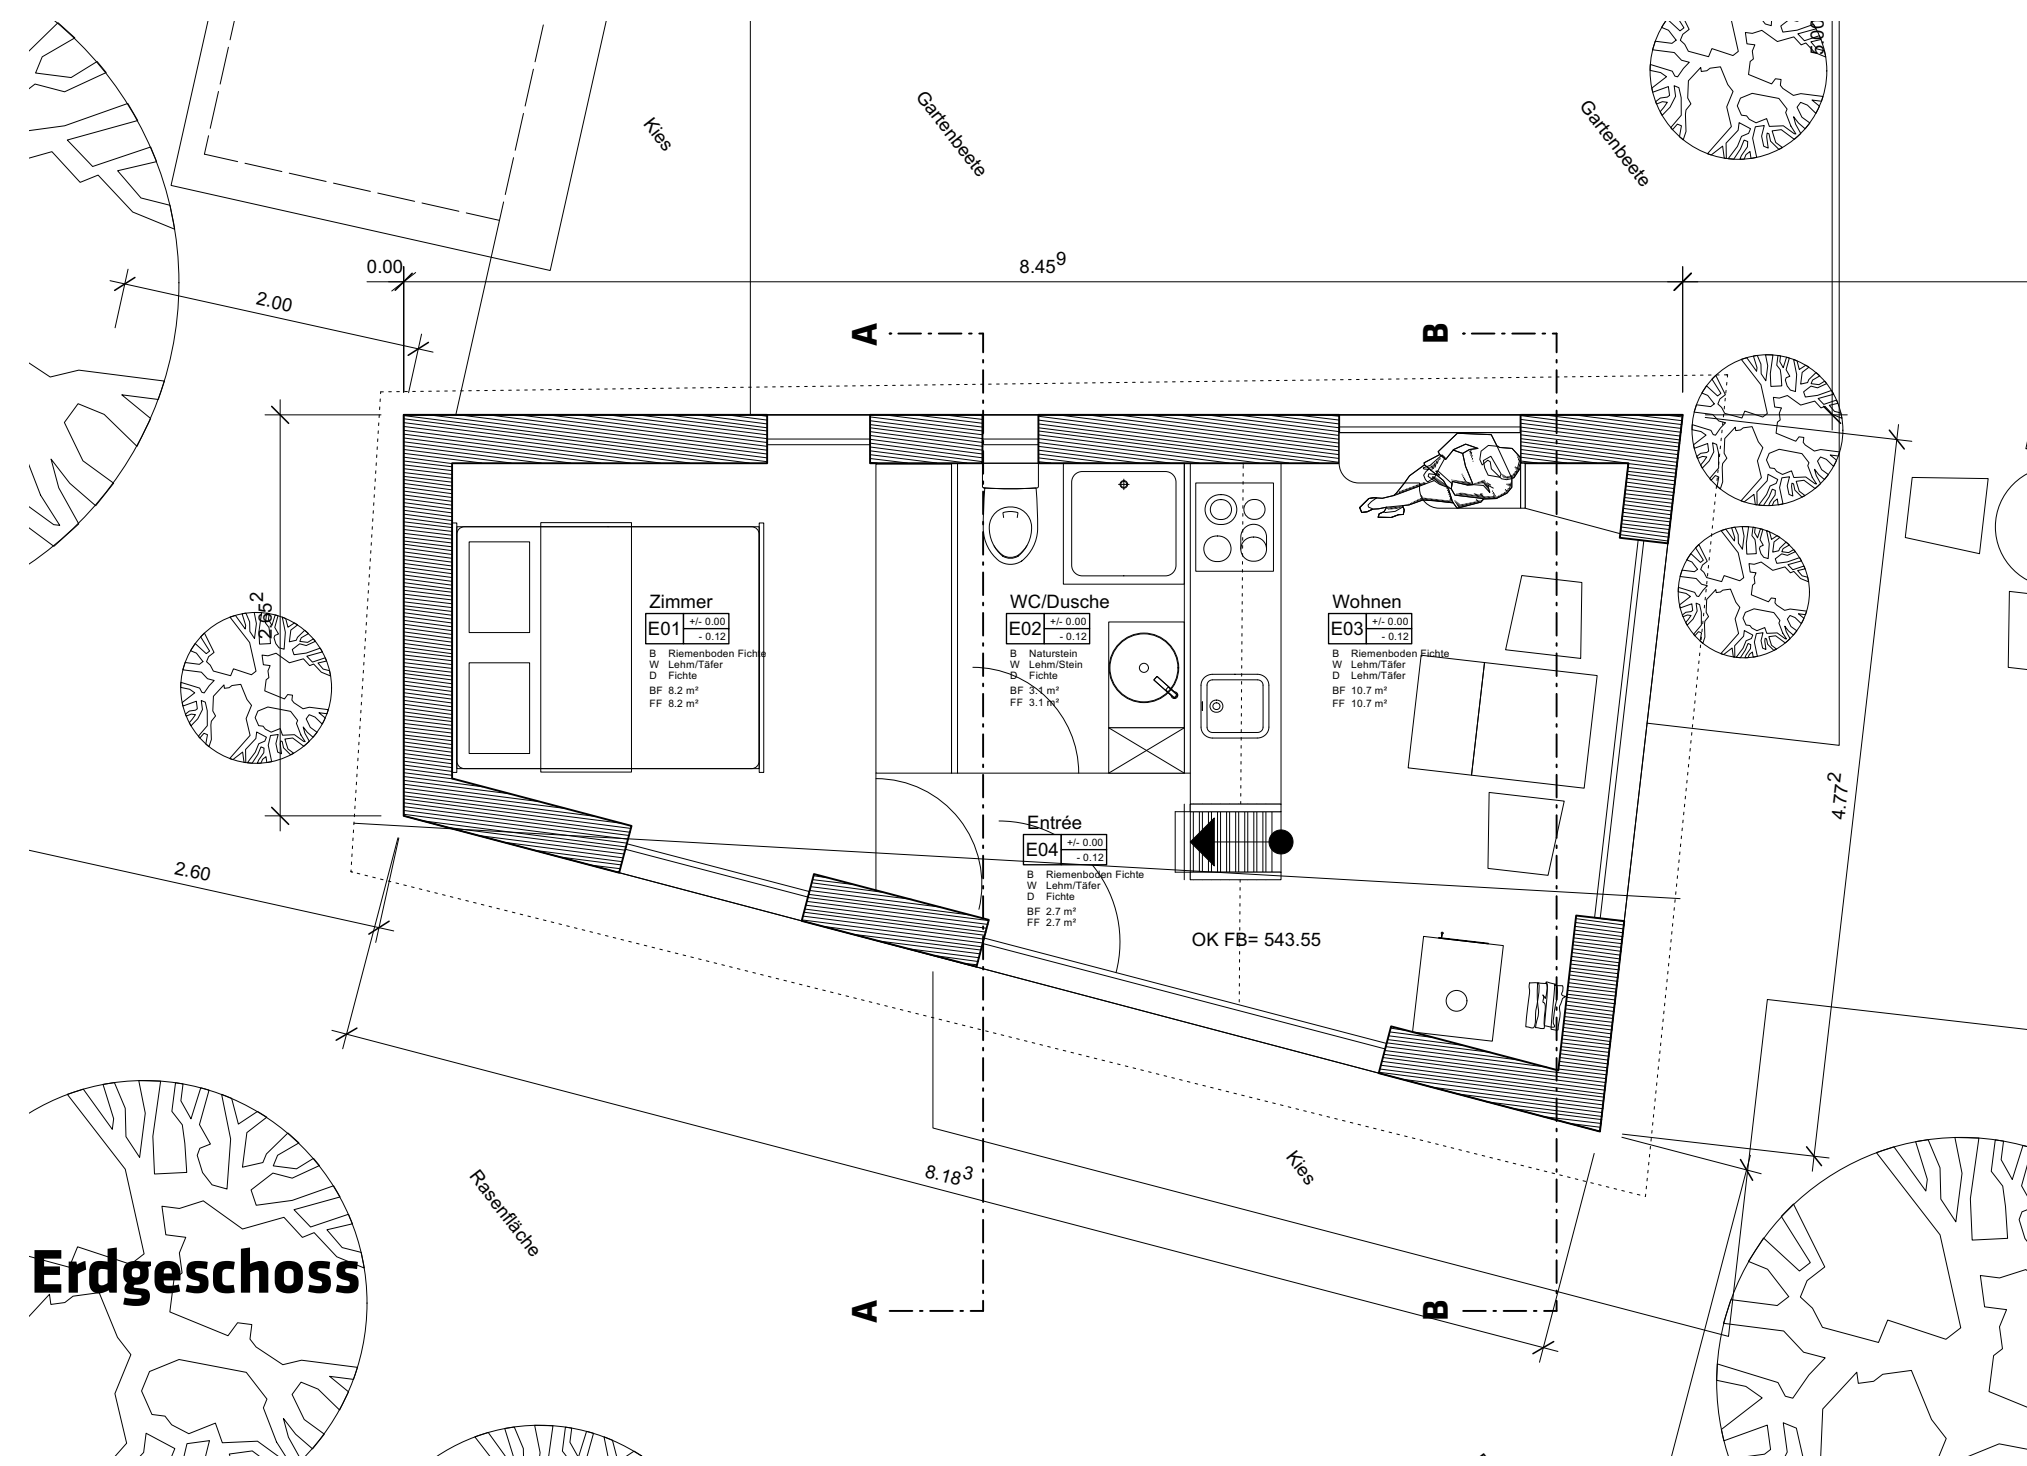 5.0
Kies
Gartenbeete
Gartenbeete
0.00
8.45⁹
2.00
A
B
2.65²
Zimmer
E01
+/- 0.00
- 0.12
B Riemenboden Fichte
W Lehm/Täfer
D Fichte
BF 8.2 m²
FF 8.2 m²
WC/Dusche
E02
+/- 0.00
- 0.12
B Naturstein
W Lehm/Stein
D Fichte
BF 3.1 m²
FF 3.1 m²
Wohnen
E03
+/- 0.00
- 0.12
B Riemenboden Fichte
W Lehm/Täfer
D Lehm/Täfer
BF 10.7 m²
FF 10.7 m²
4.77²
Entrée
E04
+/- 0.00
- 0.12
B Riemenboden Fichte
W Lehm/Täfer
D Fichte
BF 2.7 m²
FF 2.7 m²
2.60
OK FB= 543.55
8.18³
Kies
Rasenfläche
Erdgeschoss
A
B